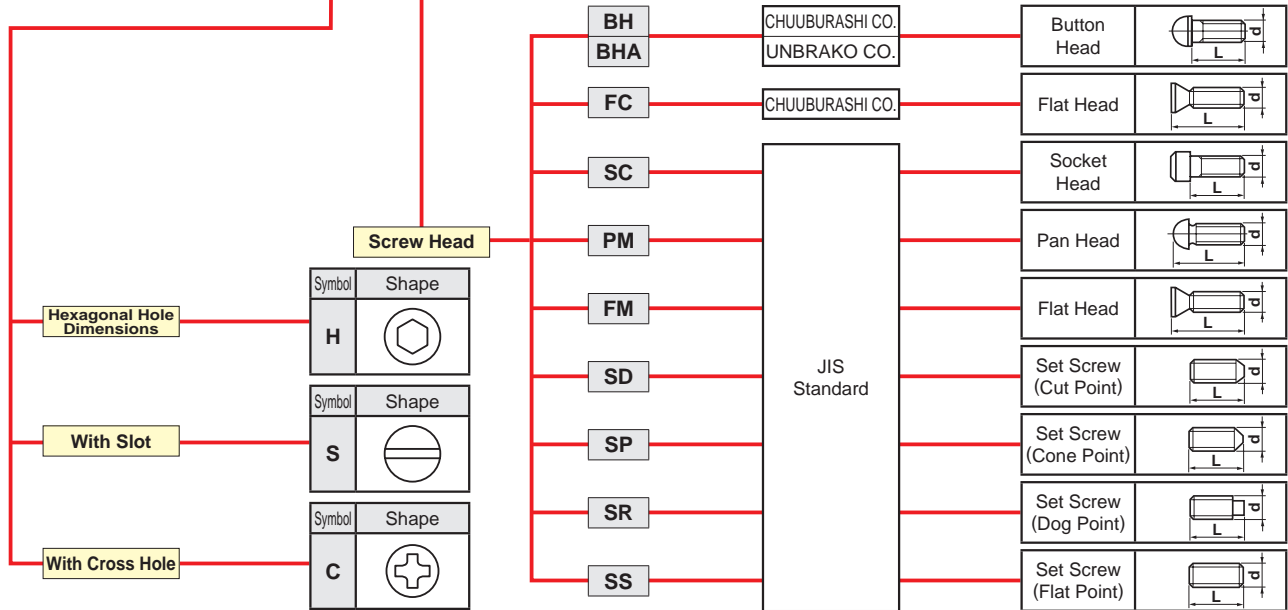 BH
CHUUBURASHI CO.
Button
Head
L
d
BHA
UNBRAKO CO.
FC
CHUUBURASHI CO.
Flat Head
L
d
SC
Socket
Head
L
d
Screw Head
PM
Pan Head
L
d
FM
Flat Head
L
d
JIS
Standard
SD
Set Screw
(Cut Point)
L
d
SP
Set Screw
(Cone Point)
L
d
SR
Set Screw
(Dog Point)
L
d
SS
Set Screw
(Flat Point)
L
d
Hexagonal Hole
Dimensions
Symbol Shape
H
With Slot
Symbol Shape
S
With Cross Hole
Symbol Shape
C